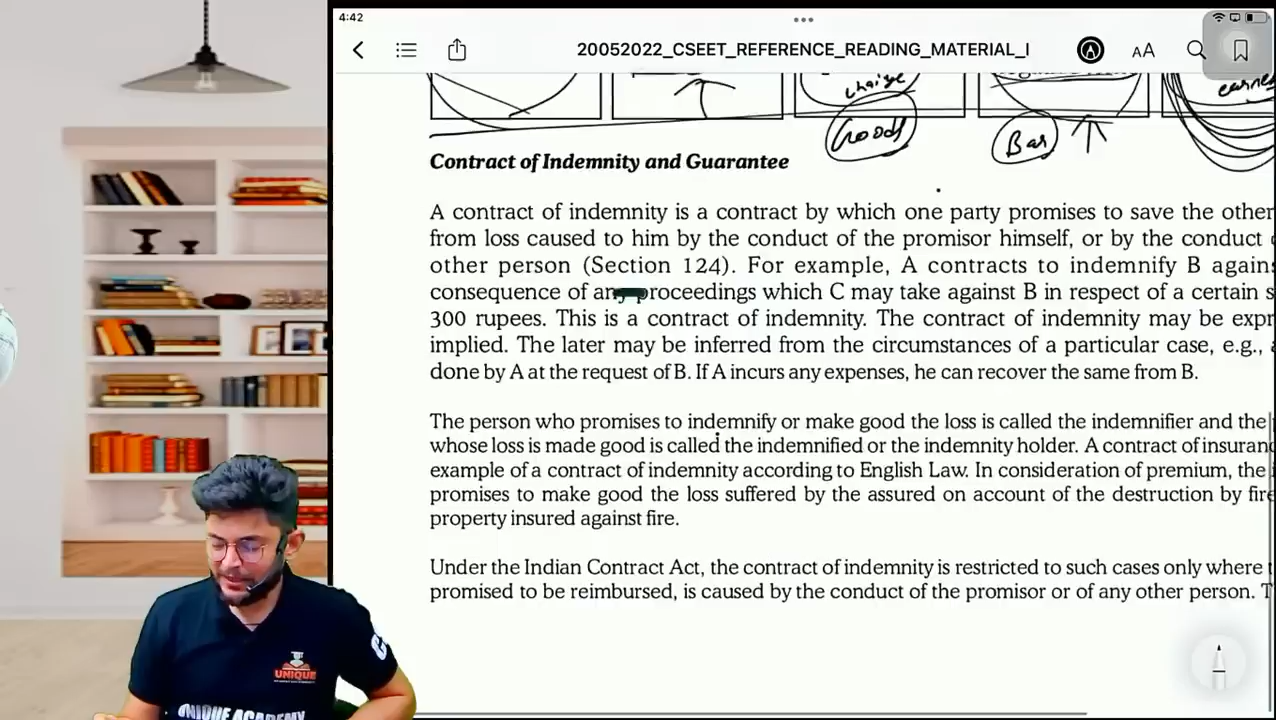 4:42
20052022_CSEET_REFERENCE_READING_MATERIAL_I
AA
charge
earne
Goods
Bar
Contract of Indemnity and Guarantee
A contract of indemnity is a contract by which one party promises to save the other
from loss caused to him by the conduct of the promisor himself, or by the conduct
other person (Section 124). For example, A contracts to indemnify B agains
consequence of any proceedings which C may take against B in respect of a certain s
300 rupees. This is a contract of indemnity. The contract of indemnity may be expr
implied. The later may be inferred from the circumstances of a particular case, e.g.,
done by A at the request of B. If A incurs any expenses, he can recover the same from B.
The person who promises to indemnify or make good the loss is called the indemnifier and the
whose loss is made good is called the indemnified or the indemnity holder. A contract of insuran
example of a contract of indemnity according to English Law. In consideration of premium, the
promises to make good the loss suffered by the assured on account of the destruction by fire
property insured against fire.
Under the Indian Contract Act, the contract of indemnity is restricted to such cases only where t
promised to be reimbursed, is caused by the conduct of the promisor or of any other person. T
UNIQUE
UNIQUE ACADEMY